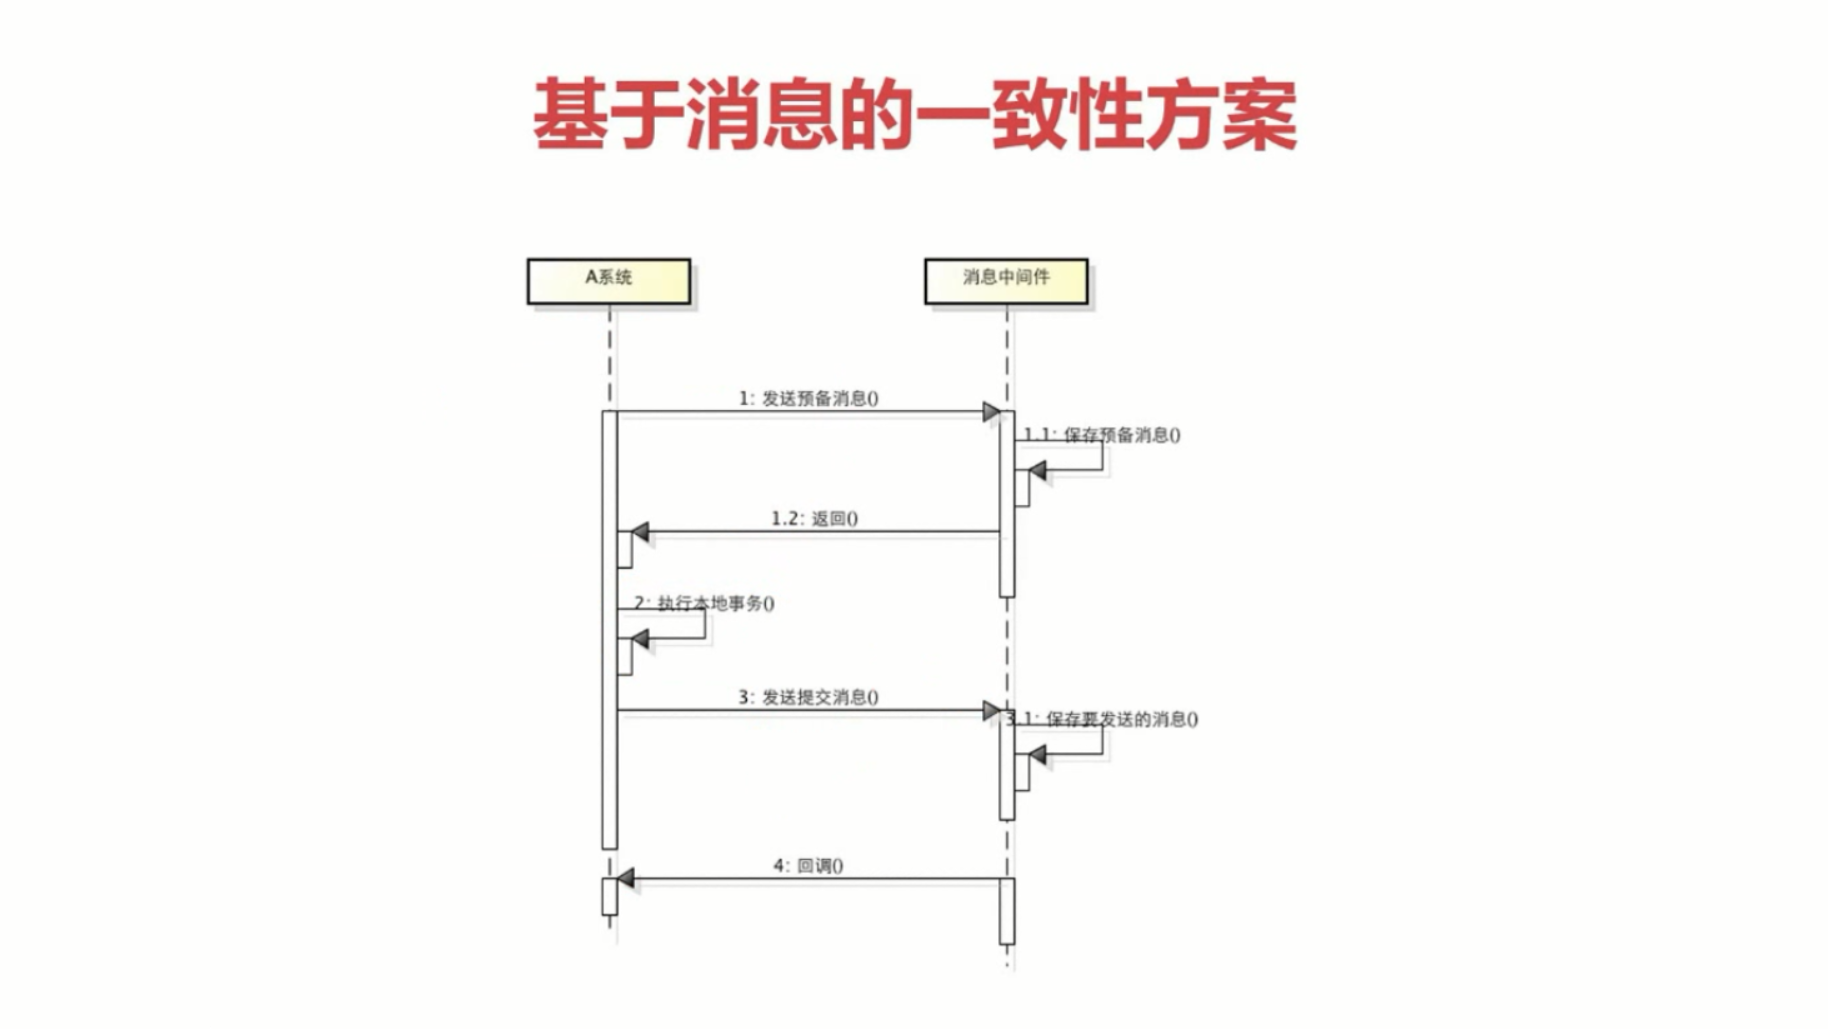 基于消息的一致性方案
A系统
消息中间件
1: 发送预备消息()
1.1: 保存预备消息()
1.2: 返回()
2: 执行本地事务()
3: 发送提交消息()
3.1: 保存要发送的消息()
4: 回调()